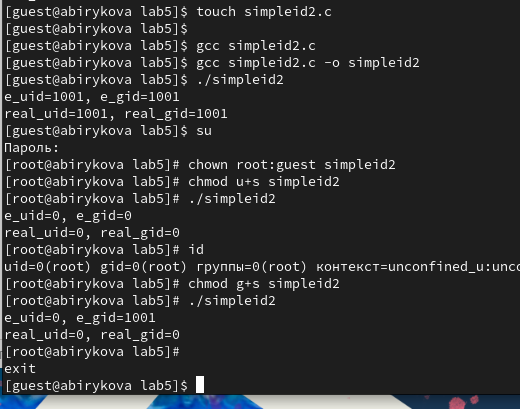 [guest@abirykova lab5]$ touch simpleid2.c
[guest@abirykova lab5]$
[guest@abirykova lab5]$ gcc simpleid2.c
[guest@abirykova lab5]$ gcc simpleid2.c -o simpleid2
[guest@abirykova lab5]$ ./simpleid2
e_uid=1001, e_gid=1001
real_uid=1001, real_gid=1001
[guest@abirykova lab5]$ su
Пароль:
[root@abirykova lab5]# chown root:guest simpleid2
[root@abirykova lab5]# chmod u+s simpleid2
[root@abirykova lab5]# ./simpleid2
e_uid=0, e_gid=0
real_uid=0, real_gid=0
[root@abirykova lab5]# id
uid=0(root) gid=0(root) группы=0(root) контекст=unconfined_u:unco
[root@abirykova lab5]# chmod g+s simpleid2
[root@abirykova lab5]# ./simpleid2
e_uid=0, e_gid=1001
real_uid=0, real_gid=0
[root@abirykova lab5]#
exit
[guest@abirykova lab5]$